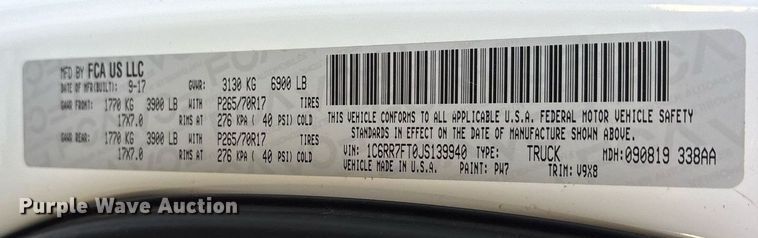 MFD BY FCA US LLC
DATE OF MFR(BUILT): 9-17 GVWR: 3130 KG 6900 LB
GAWR FRONT: WITH TIRES
1770 KG 3900 LB P265/70R17
17X7.0 RIMS AT 276 KPA ( 40 PSI) COLD
GAWR REAR: WITH TIRES
1770 KG 3900 LB P265/70R17
17X7.0 RIMS AT 276 KPA ( 40 PSI) COLD
THIS VEHICLE CONFORMS TO ALL APPLICABLE U.S.A. FEDERAL MOTOR VEHICLE SAFETY
STANDARDS IN EFFECT ON THE DATE OF MANUFACTURE SHOWN ABOVE.
VIN: 1C6RR7FT0JS139940 TYPE: TRUCK MDH: 090819 338AA
VEHICLE MADE IN U.S.A. PAINT: PW7 TRIM: V9X8
Purple Wave Auction